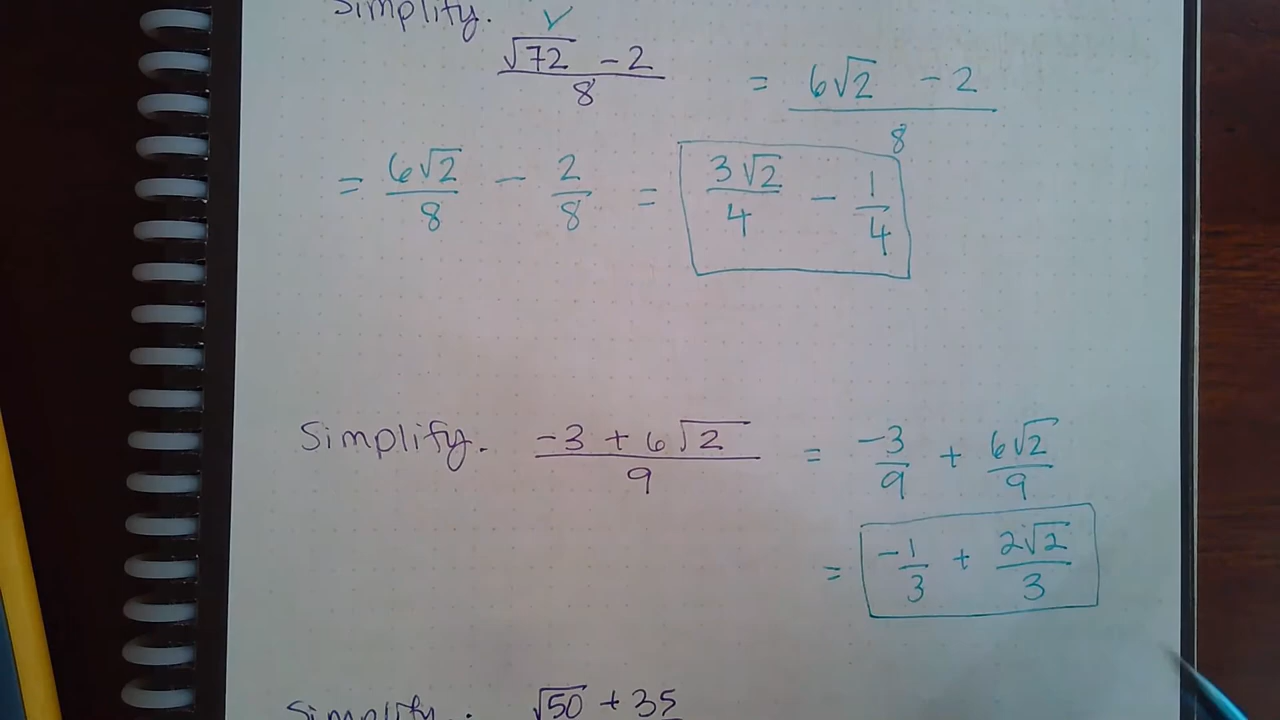 Simplify. √72 - 2 / 8 = 6√2 - 2 / 8
= 6√2/8 - 2/8 = 3√2/4 - 1/4
Simplify. -3 + 6√2 / 9 = -3/9 + 6√2/9
= -1/3 + 2√2/3
Simplify. √50 + 35